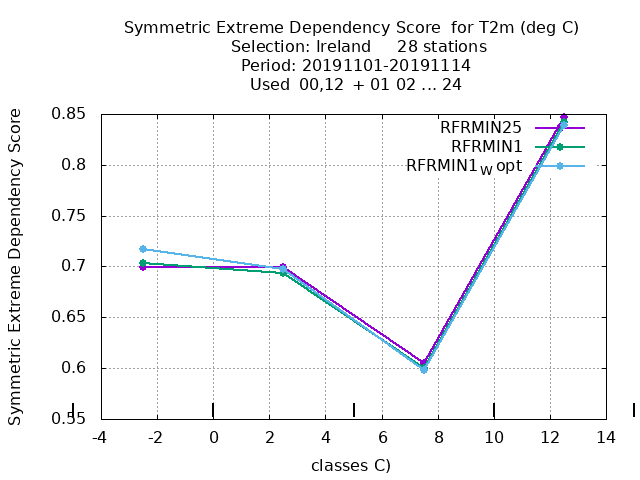 Symmetric Extreme Dependency Score for T2m (deg C)
Selection: Ireland 28 stations
Period: 20191101-20191114
Used 00,12 + 01 02 ... 24
Symmetric Extreme Dependency Score
0.85
0.8
0.75
0.7
0.65
0.6
0.55
RFRMIN25
RFRMIN1
RFRMIN1w opt
-4 -2 0 2 4 6 8 10 12 14
classes C)